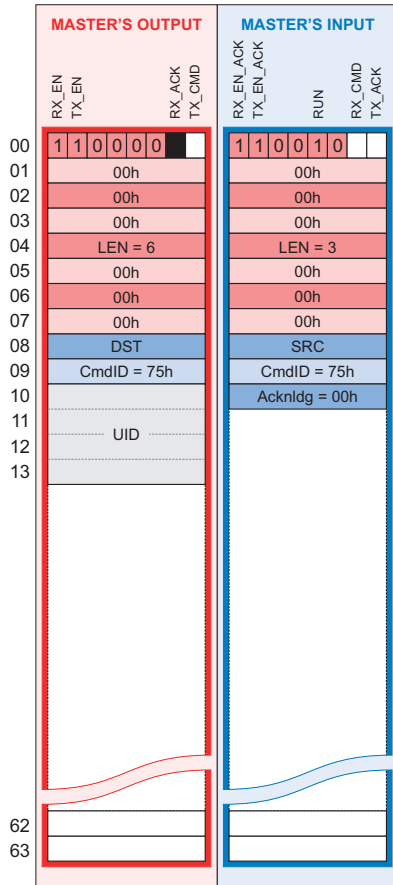 MASTER'S OUTPUT MASTER'S INPUT
RX_EN TX_EN RX_ACK TX_CMD RX_EN_ACK TX_EN_ACK RUN RX_CMD TX_ACK
00 1 1 0 0 0 0 1 1 0 0 1 0
01 00h 00h
02 00h 00h
03 00h 00h
04 LEN = 6 LEN = 3
05 00h 00h
06 00h 00h
07 00h 00h
08 DST SRC
09 CmdID = 75h CmdID = 75h
10 Acknldg = 00h
11
UID
12
13
62
63